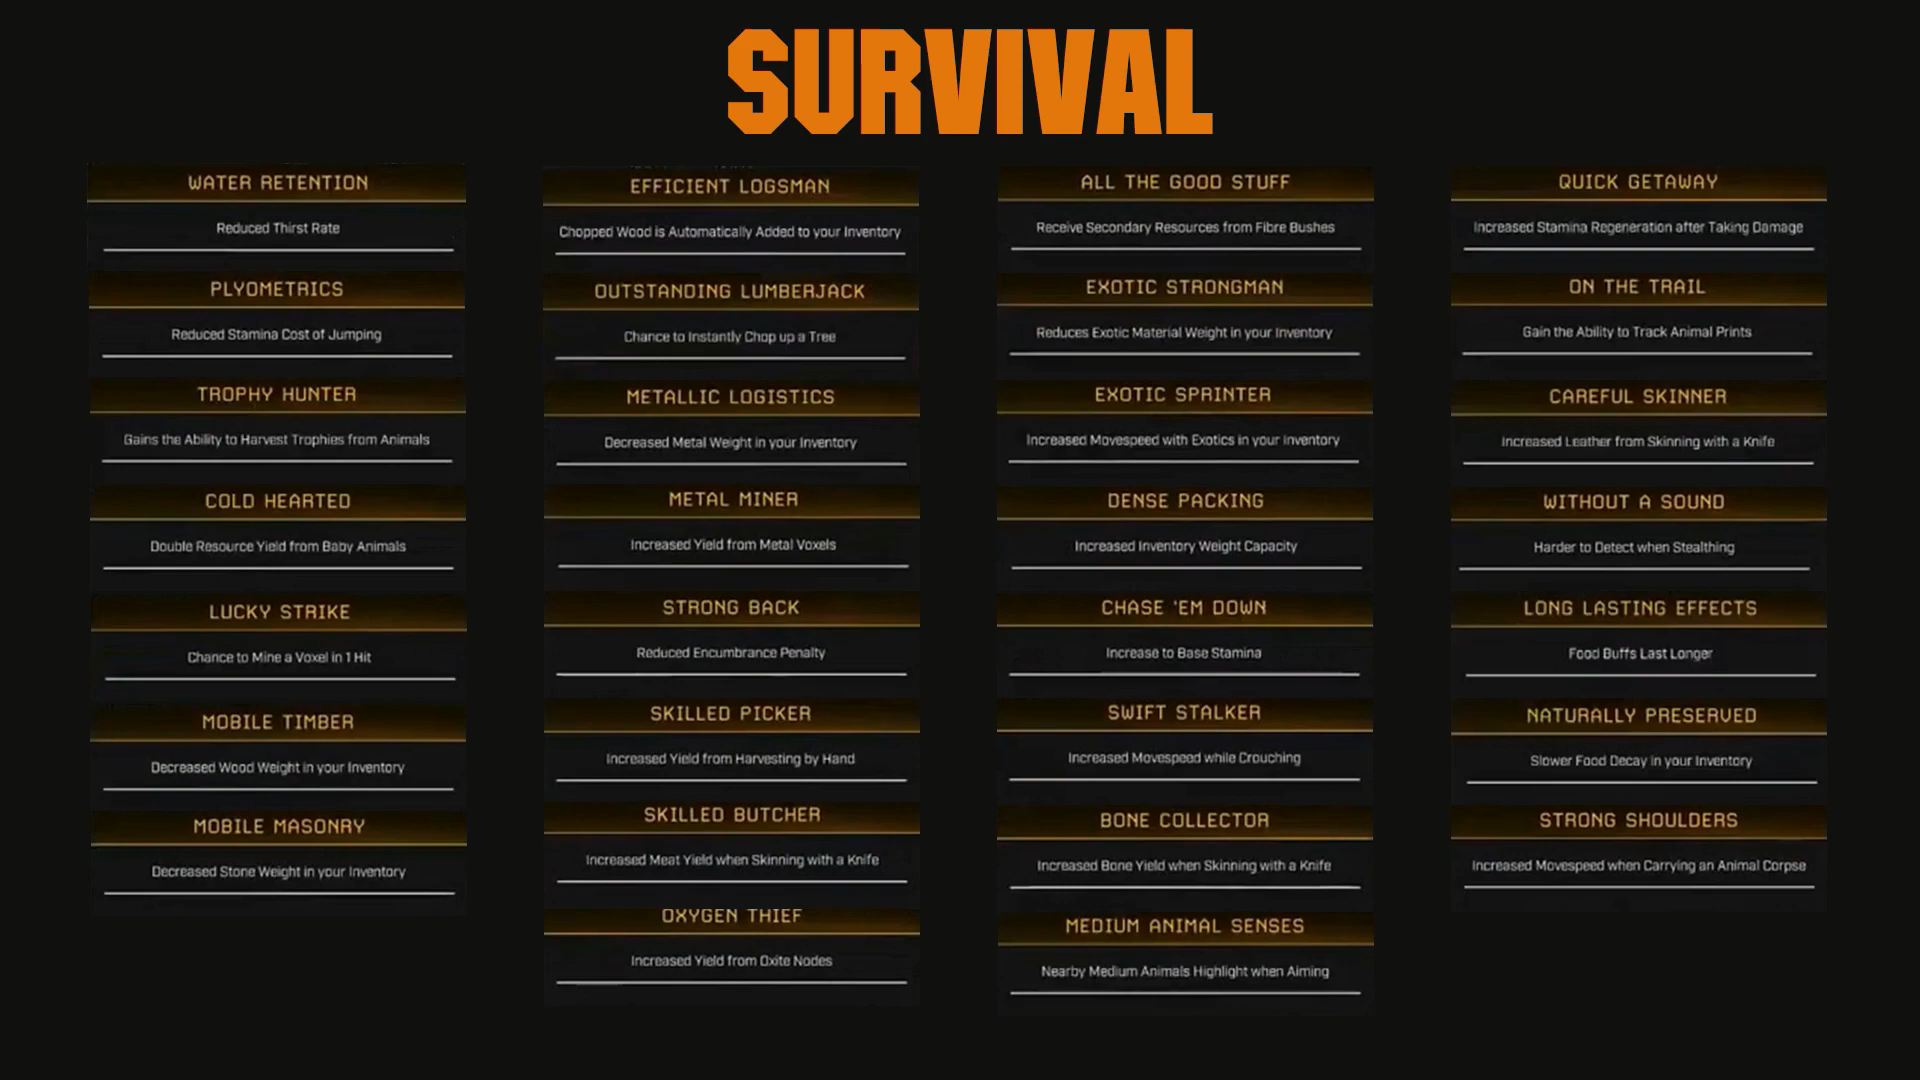 SURVIVAL
WATER RETENTION
Reduced Thirst Rate
PLYOMETRICS
Reduced Stamina Cost of Jumping
TROPHY HUNTER
Gains the Ability to Harvest Trophies from Animals
COLD HEARTED
Double Resource Yield from Baby Animals
LUCKY STRIKE
Chance to Mine a Voxel in 1 Hit
MOBILE TIMBER
Decreased Wood Weight in your Inventory
MOBILE MASONRY
Decreased Stone Weight in your Inventory
EFFICIENT LOGSMAN
Chopped Wood is Automatically Added to your Inventory
OUTSTANDING LUMBERJACK
Chance to Instantly Chop up a Tree
METALLIC LOGISTICS
Decreased Metal Weight in your Inventory
METAL MINER
Increased Yield from Metal Voxels
STRONG BACK
Reduced Encumbrance Penalty
SKILLED PICKER
Increased Yield from Harvesting by Hand
SKILLED BUTCHER
Increased Meat Yield when Skinning with a Knife
OXYGEN THIEF
Increased Yield from Oxite Nodes
ALL THE GOOD STUFF
Receive Secondary Resources from Fibre Bushes
EXOTIC STRONGMAN
Reduces Exotic Material Weight in your Inventory
EXOTIC SPRINTER
Increased Movespeed with Exotics in your Inventory
DENSE PACKING
Increased Inventory Weight Capacity
CHASE 'EM DOWN
Increase to Base Stamina
SWIFT STALKER
Increased Movespeed while Crouching
BONE COLLECTOR
Increased Bone Yield when Skinning with a Knife
MEDIUM ANIMAL SENSES
Nearby Medium Animals Highlight when Aiming
QUICK GETAWAY
Increased Stamina Regeneration after Taking Damage
ON THE TRAIL
Gain the Ability to Track Animal Prints
CAREFUL SKINNER
Increased Leather from Skinning with a Knife
WITHOUT A SOUND
Harder to Detect when Stealthing
LONG LASTING EFFECTS
Food Buffs Last Longer
NATURALLY PRESERVED
Slower Food Decay in your Inventory
STRONG SHOULDERS
Increased Movespeed when Carrying an Animal Corpse